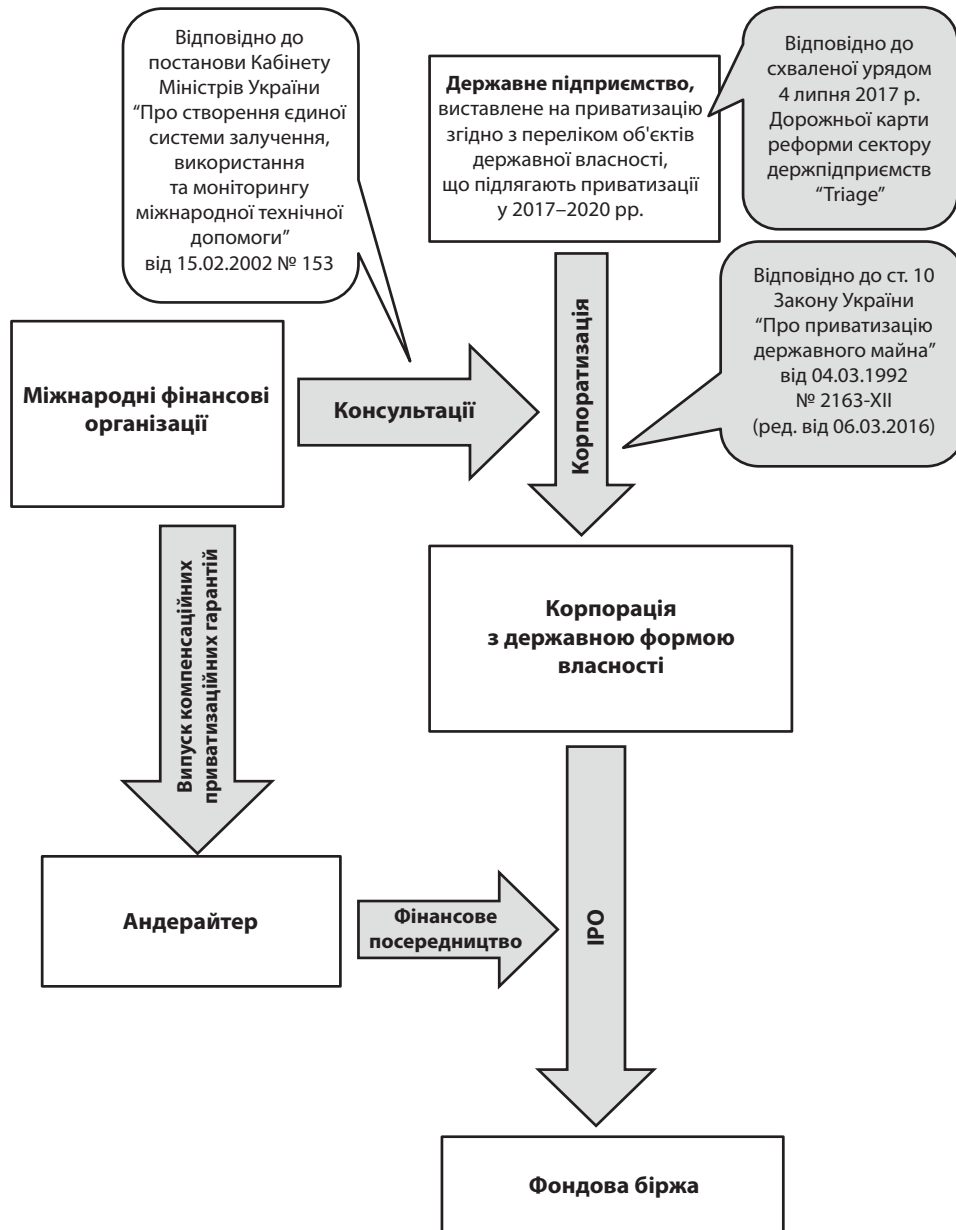 Відповідно до
постанови Кабінету
Міністрів України
“Про створення єдиної
системи залучення,
використання
та моніторингу
міжнародної технічної
допомоги”
від 15.02.2002 № 153
Державне підприємство,
виставлене на приватизацію
згідно з переліком об'єктів
державної власності,
що підлягають приватизації
у 2017–2020 рр.
Відповідно до
схваленої урядом
4 липня 2017 р.
Дорожньої карти
реформи сектору
держпідприємств
“Triage”
Відповідно до ст. 10
Закону України
“Про приватизацію
державного майна”
від 04.03.1992
№ 2163-XII
(ред. від 06.03.2016)
Міжнародні фінансові
організації
Консультації
Корпоратизація
Випуск компенсаційних
приватизаційних гарантій
Корпорація
з державною формою
власності
Андерайтер
Фінансове
посередництво
IPO
Фондова біржа